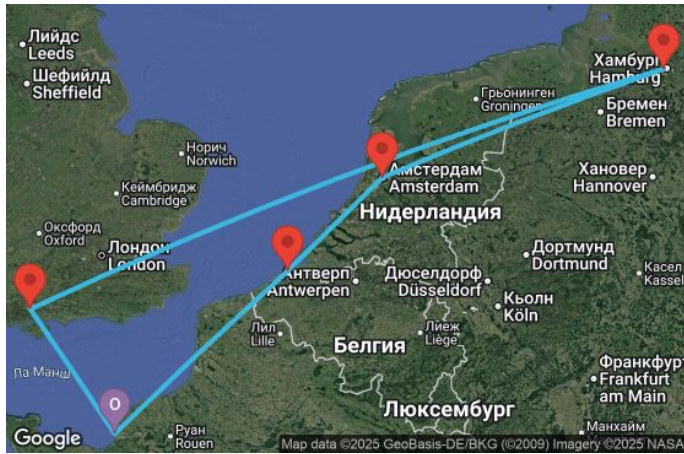 Лийдс
Leeds
Шефийлд
Sheffield
Хамбург
Hamburg
Грьонинген
Groningen
Бремен
Bremen
Норич
Norwich
Амстердам
Amsterdam
Хановер
Hannover
Кеймбридж
Cambridge
Нидерландия
Оксфорд
Oxford
Лондон
London
Дортмунд
Dortmund
Антверп
Antwerpen
Дюселдорф
Düsseldorf
Касел
Kassel
Кьолн
Köln
Лил
Lille
Лиеж
Liège
Белгия
Ла Манш
Франкфурт
Frankfurt
am Main
O
Люксембург
Руан
Rouen
Манхайм
Google
Map data ©2025 GeoBasis-DE/BKG (©2009) Imagery ©2025 NASA